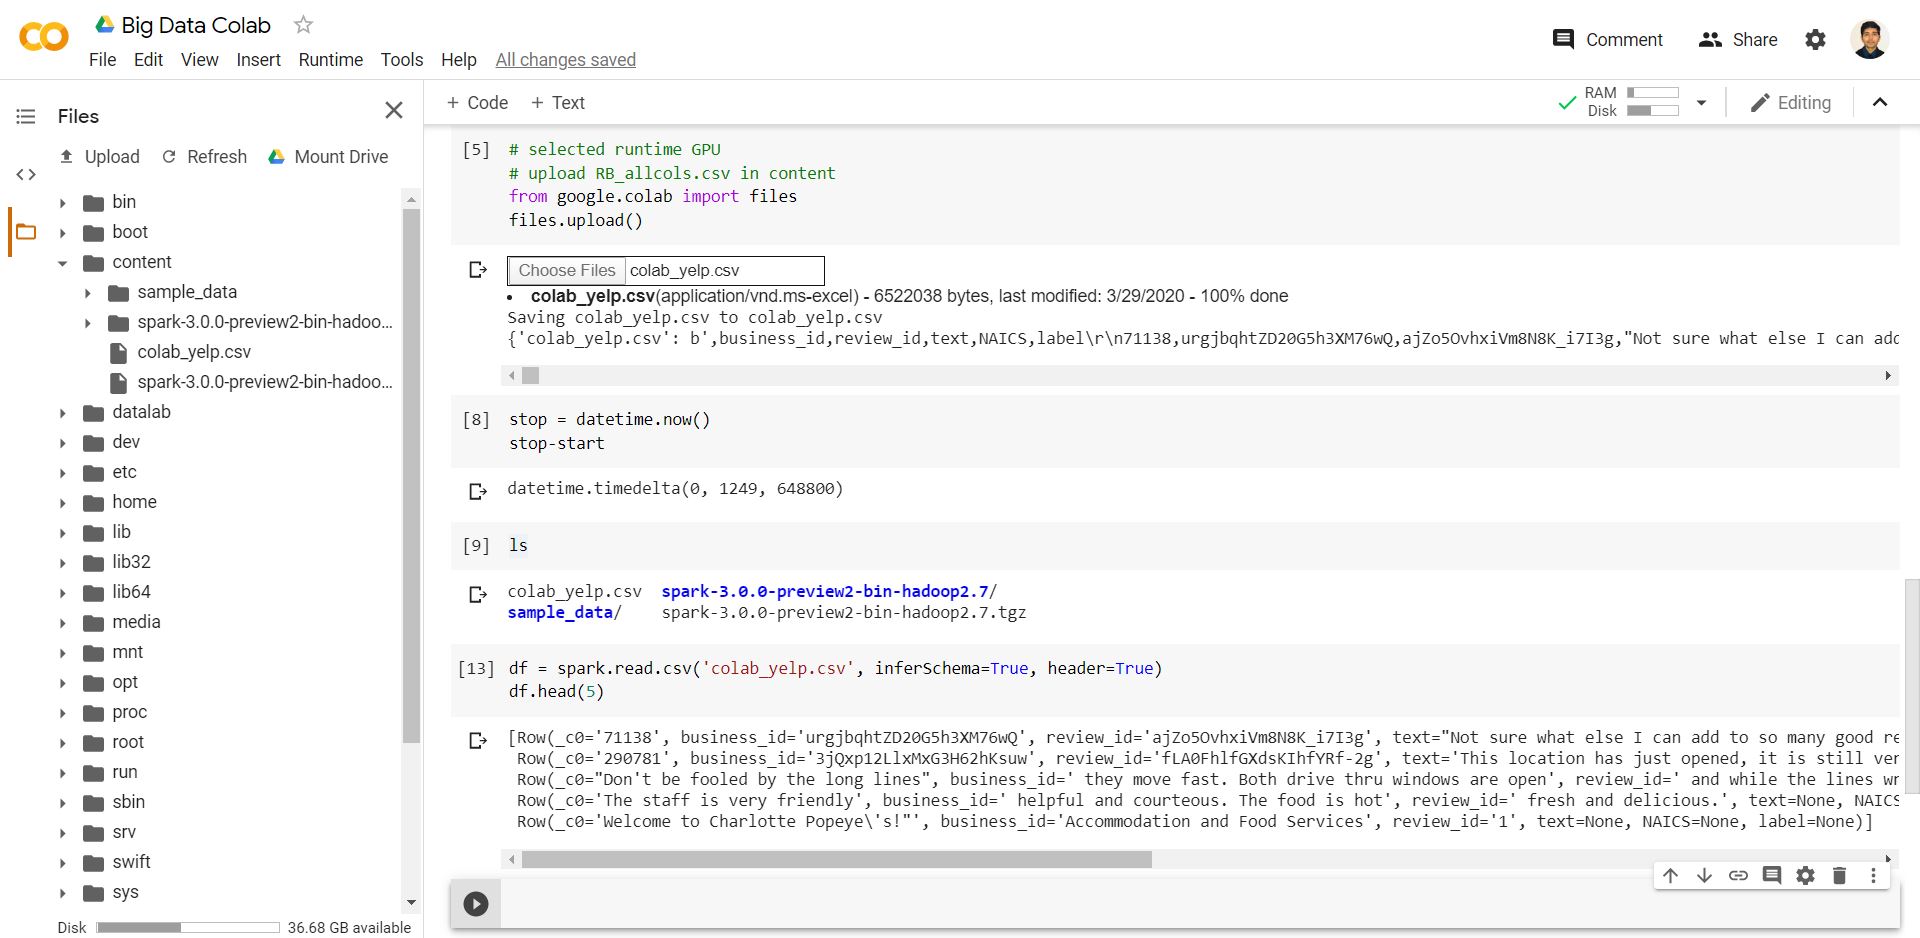 Big Data Colab
File Edit View Insert Runtime Tools Help All changes saved
Comment Share
Files
Upload Refresh Mount Drive
bin
boot
content
sample_data
spark-3.0.0-preview2-bin-hadoo...
colab_yelp.csv
spark-3.0.0-preview2-bin-hadoo...
datalab
dev
etc
home
lib
lib32
lib64
media
mnt
opt
proc
root
run
sbin
srv
swift
sys
Disk 36.68 GB available
+ Code + Text
RAM
Disk
Editing
[5] # selected runtime GPU
# upload RB_allcols.csv in content
from google.colab import files
files.upload()
Choose Files colab_yelp.csv
• colab_yelp.csv(application/vnd.ms-excel) - 6522038 bytes, last modified: 3/29/2020 - 100% done
Saving colab_yelp.csv to colab_yelp.csv
{'colab_yelp.csv': b',business_id,review_id,text,NAICS,label\r\n71138,urgjbqhtZD20G5h3XM76wQ,ajZo5OvhxiVm8N8K_i7I3g,"Not sure what else I can add
[8] stop = datetime.now()
stop-start
datetime.timedelta(0, 1249, 648800)
[9] ls
colab_yelp.csv spark-3.0.0-preview2-bin-hadoop2.7/
sample_data/ spark-3.0.0-preview2-bin-hadoop2.7.tgz
[13] df = spark.read.csv('colab_yelp.csv', inferSchema=True, header=True)
df.head(5)
[Row(_c0='71138', business_id='urgjbqhtZD20G5h3XM76wQ', review_id='ajZo5OvhxiVm8N8K_i7I3g', text="Not sure what else I can add to so many good re
Row(_c0='290781', business_id='3jQxp12LlxMxG3H62hKsuw', review_id='fLA0FhlfGXdsKIhfYRf-2g', text='This location has just opened, it is still ver
Row(_c0="Don't be fooled by the long lines", business_id=' they move fast. Both drive thru windows are open', review_id=' and while the lines wr
Row(_c0='The staff is very friendly', business_id=' helpful and courteous. The food is hot', review_id=' fresh and delicious.', text=None, NAICS
Row(_c0='Welcome to Charlotte Popeye\'s!"', business_id='Accommodation and Food Services', review_id='1', text=None, NAICS=None, label=None)]